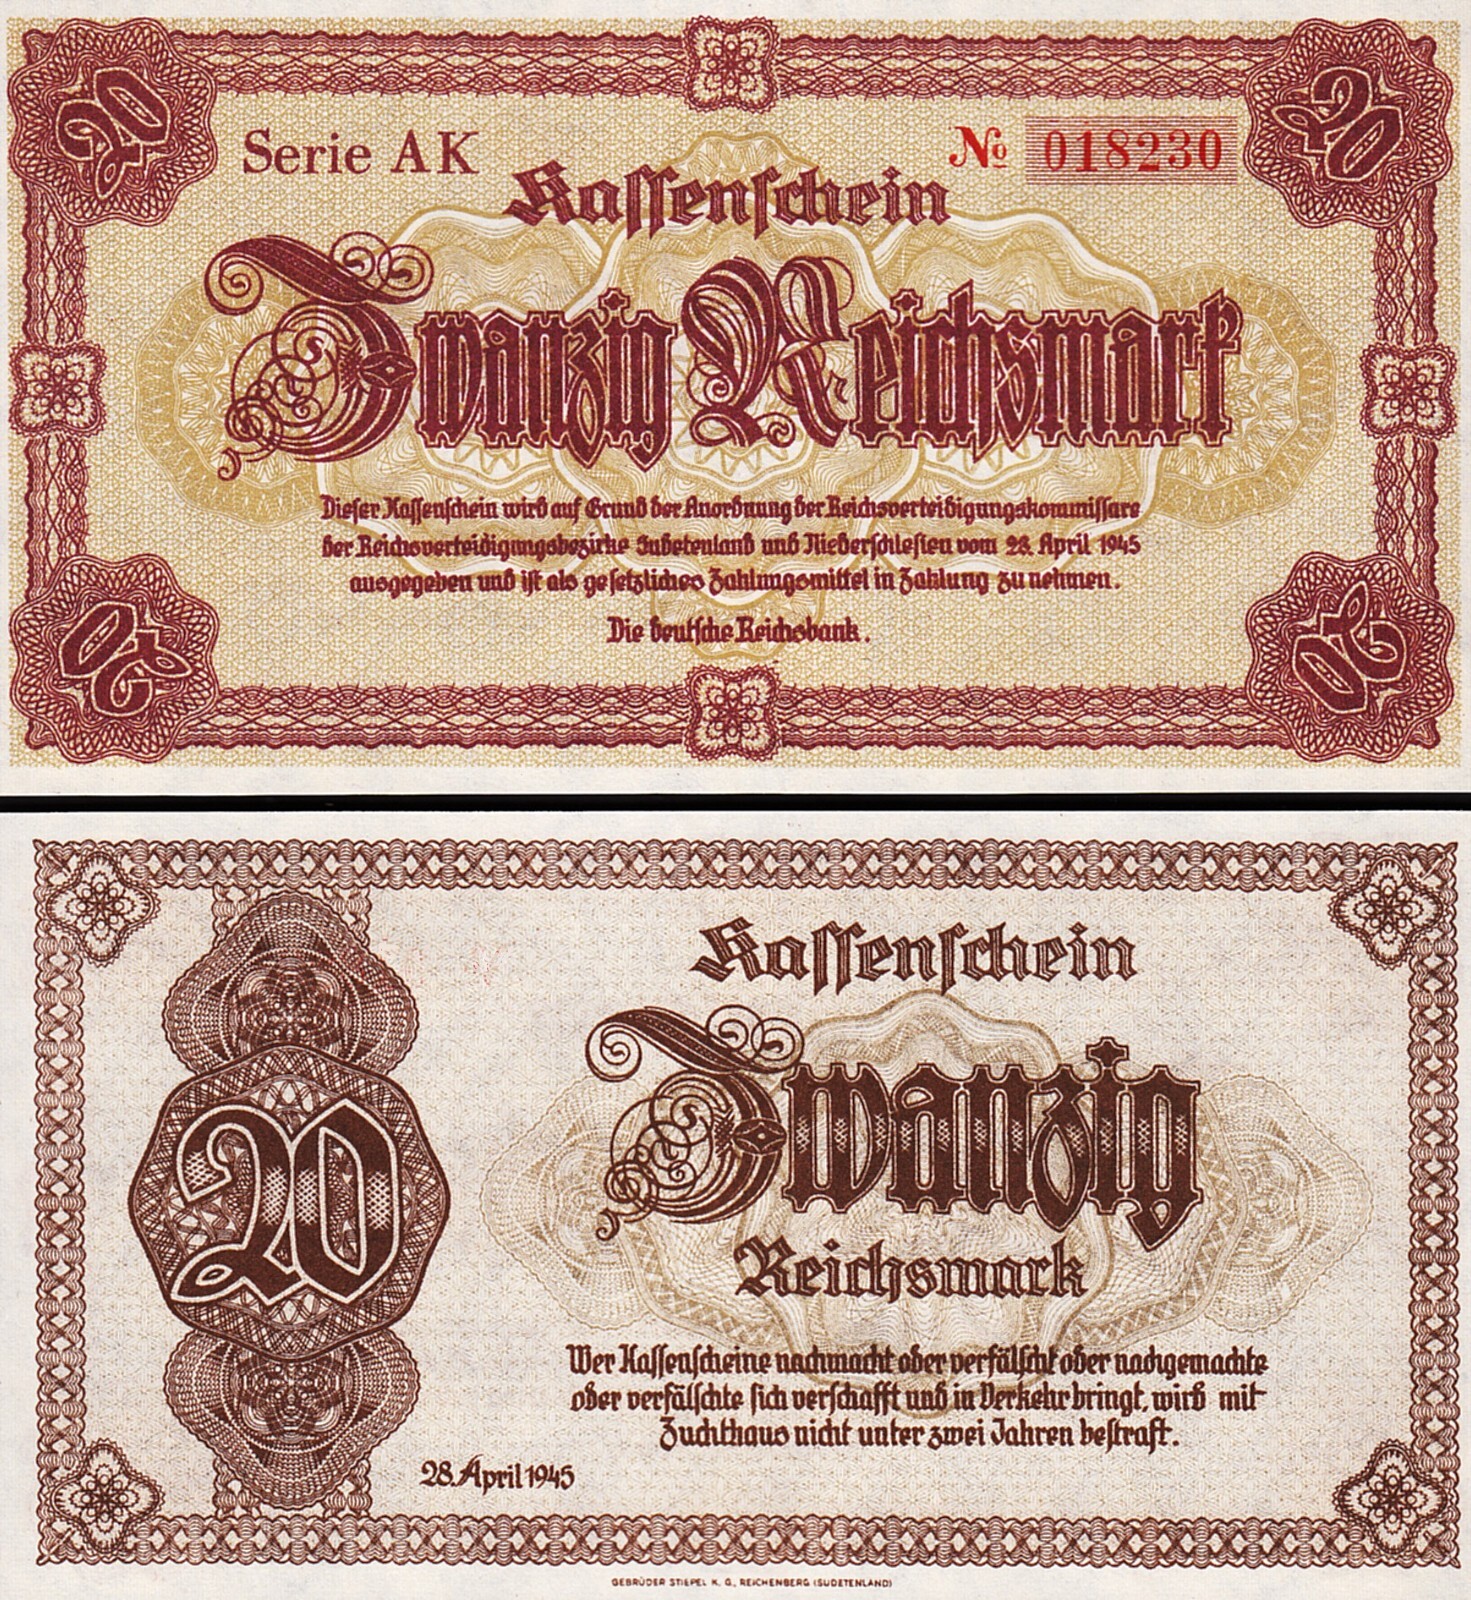 20
20
Serie AK
№ 018230
Kassenschein
Zwanzig Reichsmark
Dieser Kassenschein wird auf Grund der Anordnung der Reichsverteidigungskommissare
der Reichsverteidigungsbezirke Sudetenland und Niederschlesien vom 28. April 1945
ausgegeben und ist als gesetzliches Zahlungsmittel in Zahlung zu nehmen.
Die deutsche Reichsbank.
20
20
Kassenschein
Zwanzig
20
Reichsmark
Wer Kassenscheine nachmacht oder verfälscht oder nachgemachte
oder verfälschte sich verschafft und in Verkehr bringt, wird mit
Zuchthaus nicht unter zwei Jahren bestraft.
28. April 1945
GEBRÜDER STIEPEL K. G., REICHENBERG (SUDETENLAND)